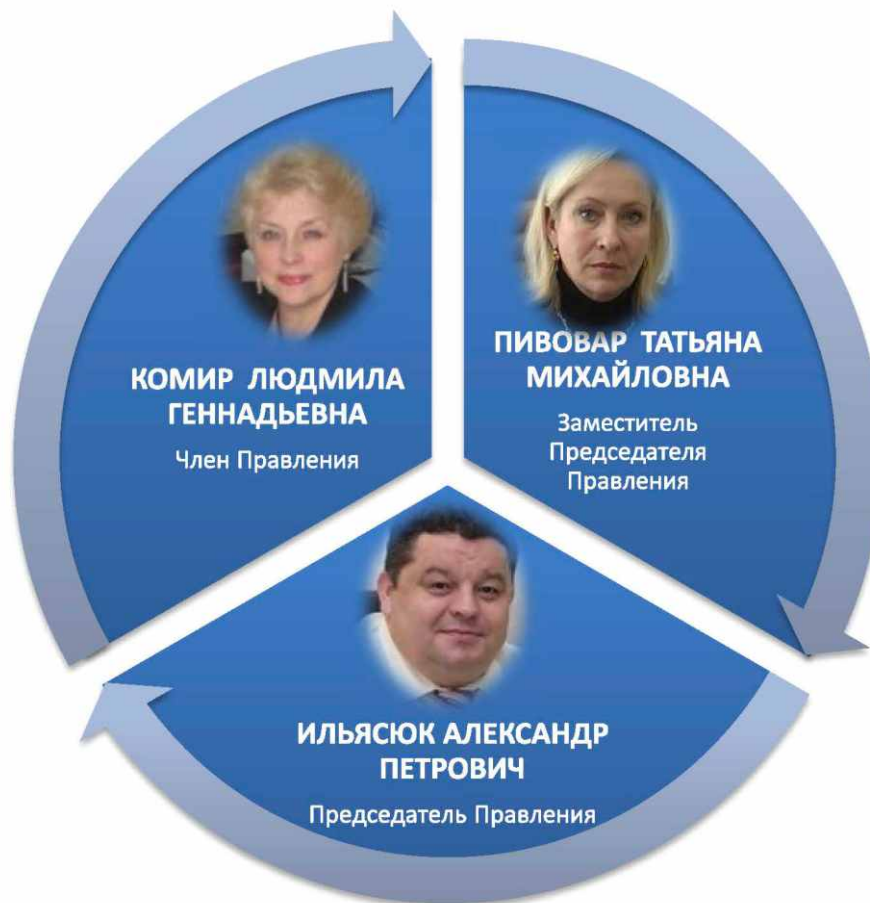 КОМИР ЛЮДМИЛА
ГЕННАДЬЕВНА
Член Правления
ПИВОВАР ТАТЬЯНА
МИХАЙЛОВНА
Заместитель
Председателя
Правления
ИЛЬЯСЮК АЛЕКСАНДР
ПЕТРОВИЧ
Председатель Правления